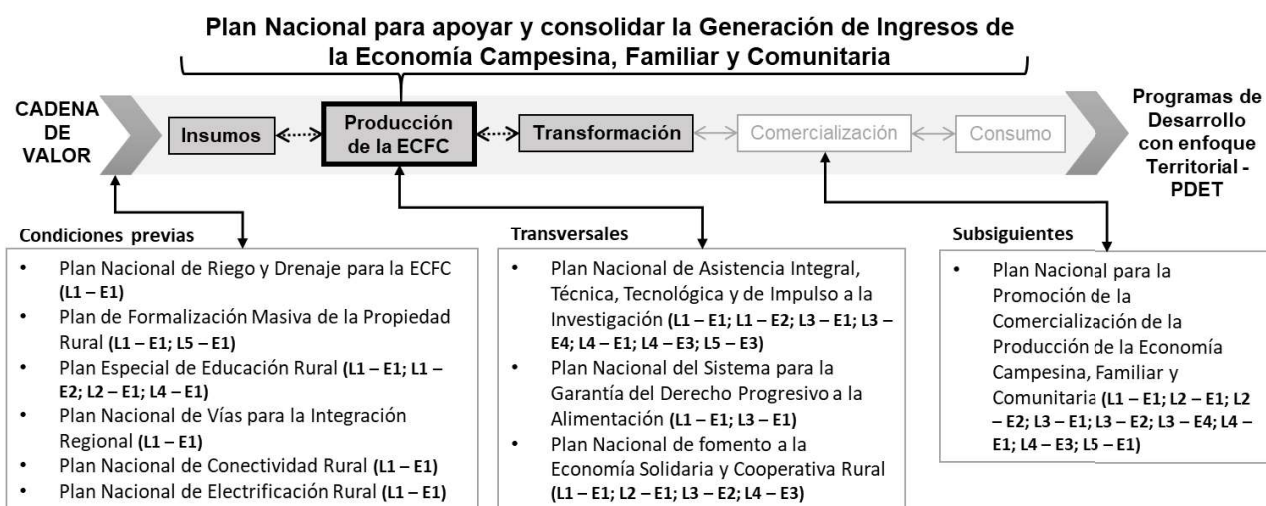 Plan Nacional para apoyar y consolidar la Generación de Ingresos de
la Economía Campesina, Familiar y Comunitaria
CADENA
DE
VALOR
Insumos
Producción
de la ECFC
Transformación
Comercialización
Consumo
Programas de
Desarrollo
con enfoque
Territorial -
PDET
Condiciones previas
• Plan Nacional de Riego y Drenaje para la ECFC
(L1 – E1)
• Plan de Formalización Masiva de la Propiedad
Rural (L1 – E1; L5 – E1)
• Plan Especial de Educación Rural (L1 – E1; L1 –
E2; L2 – E1; L4 – E1)
• Plan Nacional de Vías para la Integración
Regional (L1 – E1)
• Plan Nacional de Conectividad Rural (L1 – E1)
• Plan Nacional de Electrificación Rural (L1 – E1)
Transversales
• Plan Nacional de Asistencia Integral,
Técnica, Tecnológica y de Impulso a la
Investigación (L1 – E1; L1 – E2; L3 – E1; L3 –
E4; L4 – E1; L4 – E3; L5 – E3)
• Plan Nacional del Sistema para la
Garantía del Derecho Progresivo a la
Alimentación (L1 – E1; L3 – E1)
• Plan Nacional de fomento a la
Economía Solidaria y Cooperativa Rural
(L1 – E1; L2 – E1; L3 – E2; L4 – E3)
Subsiguientes
• Plan Nacional para la
Promoción de la
Comercialización de la
Producción de la Economía
Campesina, Familiar y
Comunitaria (L1 – E1; L2 – E1; L2
– E2; L3 – E1; L3 – E2; L3 – E4; L4 –
E1; L4 – E3; L5 – E1)